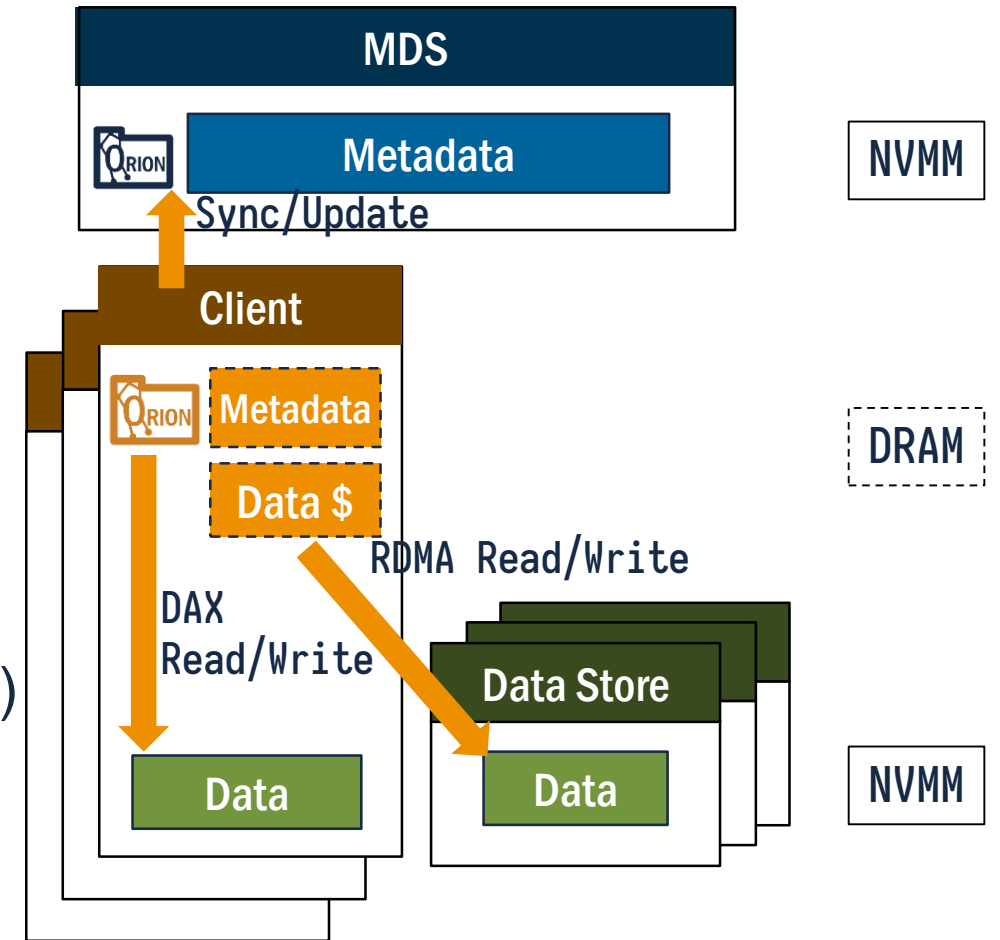 MDS
ORION
Metadata
NVMM
Sync/Update
Client
ORION
Metadata
DRAM
Data $
RDMA Read/Write
DAX
Read/Write
)
Data Store
Data
Data
NVMM